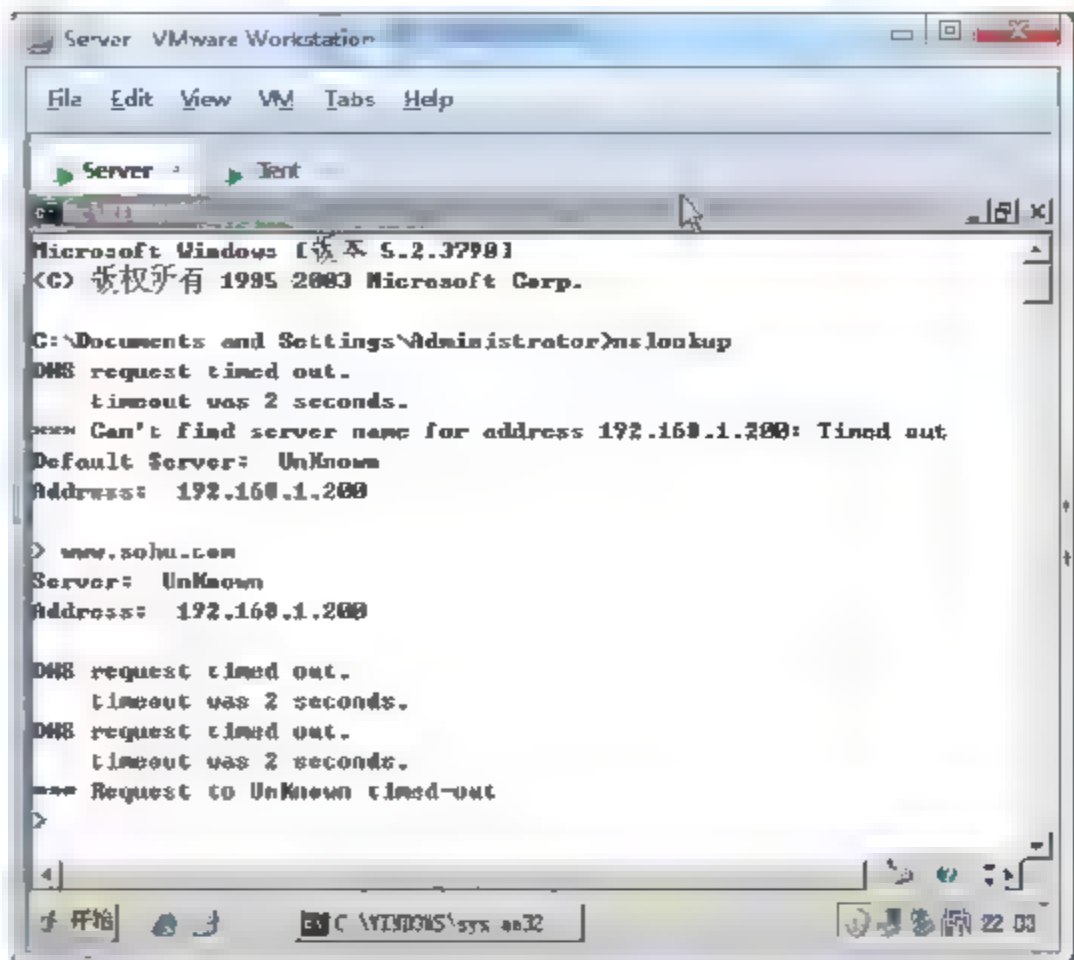 Server VMware Workstation
File Edit View VM Tabs Help
Server
Microsoft Windows [版本 5.2.3790]
(C) 版权所有 1985-2003 Microsoft Corp.
C:\Documents and Settings\Administrator>nslookup
DNS request timed out.
timeout was 2 seconds.
*** Can't find server name for address 192.168.1.200: Timed out
Default Server: UnKnown
Address: 192.168.1.200
> www.sohu.com
Server: UnKnown
Address: 192.168.1.200
DNS request timed out.
timeout was 2 seconds.
DNS request timed out.
timeout was 2 seconds.
*** Request to UnKnown timed-out
>
开始
22:03